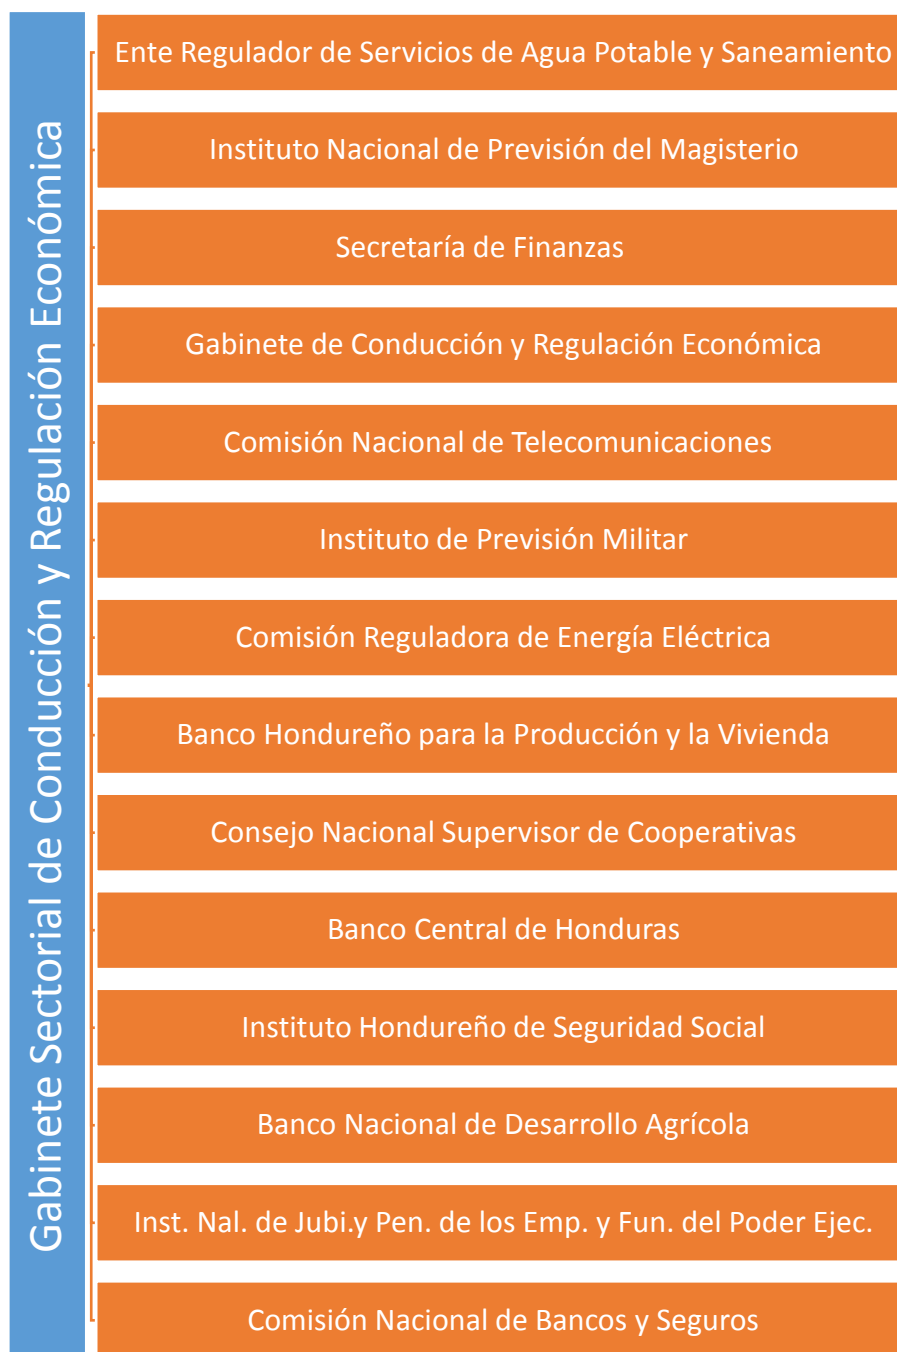 Gabinete Sectorial de Conducción y Regulación Económica
Ente Regulador de Servicios de Agua Potable y Saneamiento
Instituto Nacional de Previsión del Magisterio
Secretaría de Finanzas
Gabinete de Conducción y Regulación Económica
Comisión Nacional de Telecomunicaciones
Instituto de Previsión Militar
Comisión Reguladora de Energía Eléctrica
Banco Hondureño para la Producción y la Vivienda
Consejo Nacional Supervisor de Cooperativas
Banco Central de Honduras
Instituto Hondureño de Seguridad Social
Banco Nacional de Desarrollo Agrícola
Inst. Nal. de Jubi.y Pen. de los Emp. y Fun. del Poder Ejec.
Comisión Nacional de Bancos y Seguros